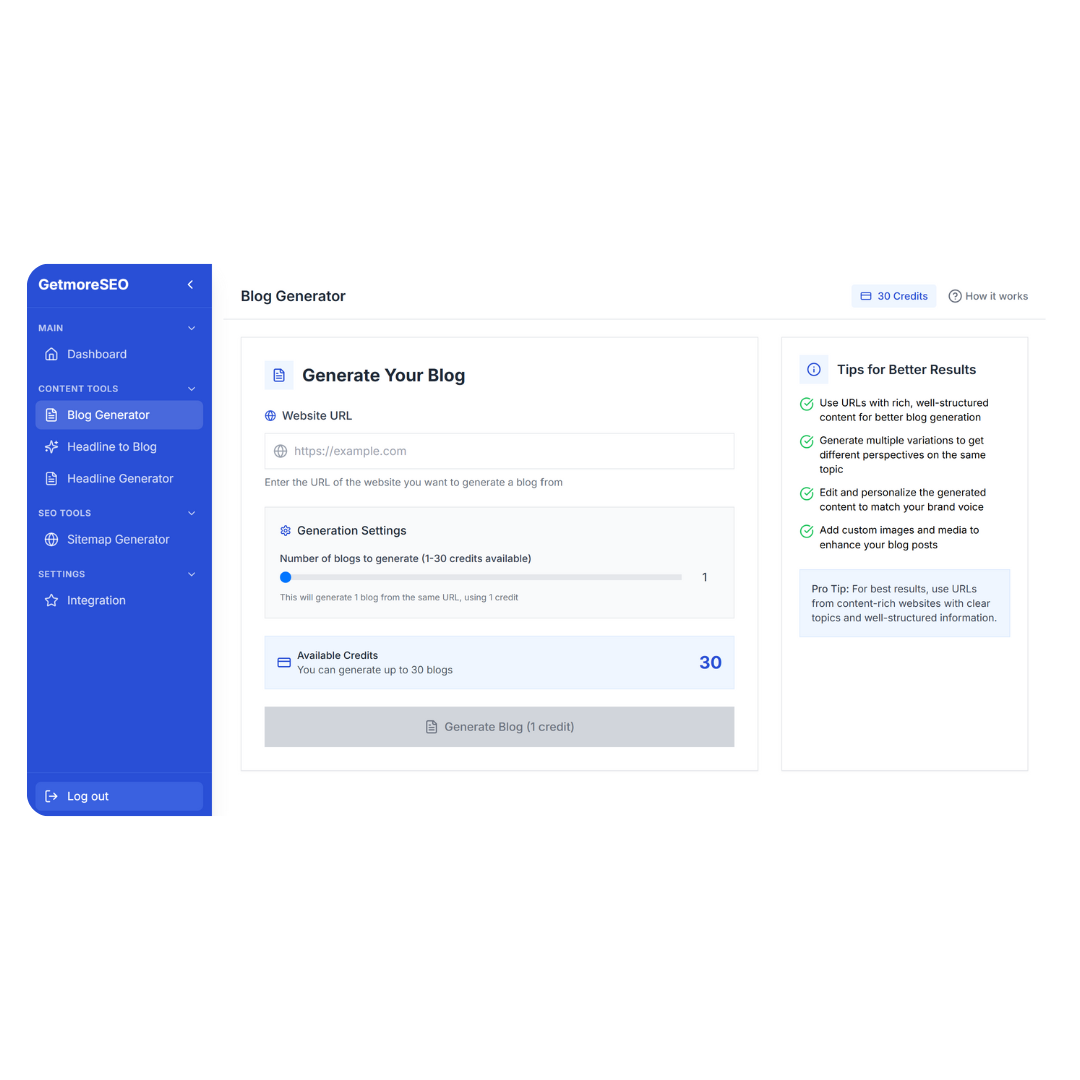 GetmoreSEO
MAIN
Dashboard
CONTENT TOOLS
Blog Generator
Headline to Blog
Headline Generator
SEO TOOLS
Sitemap Generator
SETTINGS
Integration
Log out
Blog Generator
30 Credits
How it works
Generate Your Blog
Website URL
https://example.com
Enter the URL of the website you want to generate a blog from
Generation Settings
Number of blogs to generate (1-30 credits available)
1
This will generate 1 blog from the same URL, using 1 credit
Available Credits
You can generate up to 30 blogs
30
Generate Blog (1 credit)
Tips for Better Results
Use URLs with rich, well-structured
content for better blog generation
Generate multiple variations to get
different perspectives on the same
topic
Edit and personalize the generated
content to match your brand voice
Add custom images and media to
enhance your blog posts
Pro Tip: For best results, use URLs
from content-rich websites with clear
topics and well-structured information.